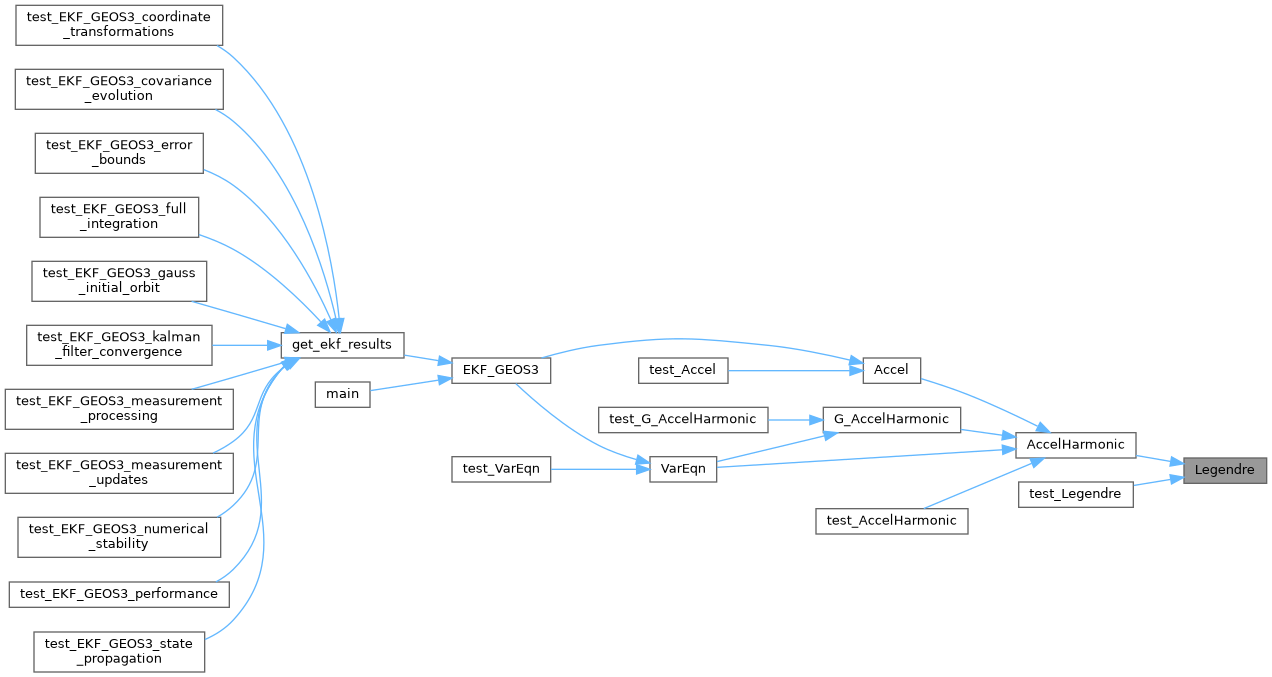 test_EKF_GEOS3_coordinate
_transformations
test_EKF_GEOS3_covariance
_evolution
test_EKF_GEOS3_error
_bounds
test_EKF_GEOS3_full
_integration
test_EKF_GEOS3_gauss
_initial_orbit
test_EKF_GEOS3_kalman
_filter_convergence
test_EKF_GEOS3_measurement
_processing
test_EKF_GEOS3_measurement
_updates
test_EKF_GEOS3_numerical
_stability
test_EKF_GEOS3_performance
test_EKF_GEOS3_state
_propagation
get_ekf_results
main
EKF_GEOS3
test_VarEqn
test_Accel
test_G_AccelHarmonic
VarEqn
Accel
G_AccelHarmonic
test_AccelHarmonic
AccelHarmonic
test_Legendre
Legendre